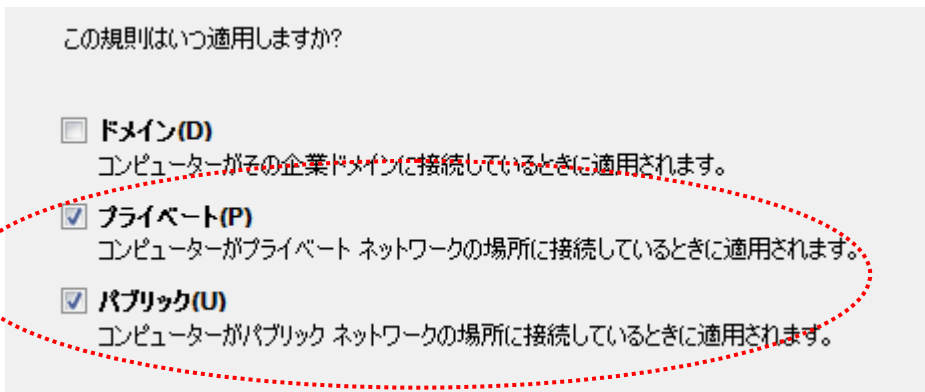 この規則はいつ適用しますか?
ドメイン(D)
コンピューターがその企業ドメインに接続しているときに適用されます。
プライベート(P)
コンピューターがプライベート ネットワークの場所に接続しているときに適用されます。
パブリック(U)
コンピューターがパブリック ネットワークの場所に接続しているときに適用されます。